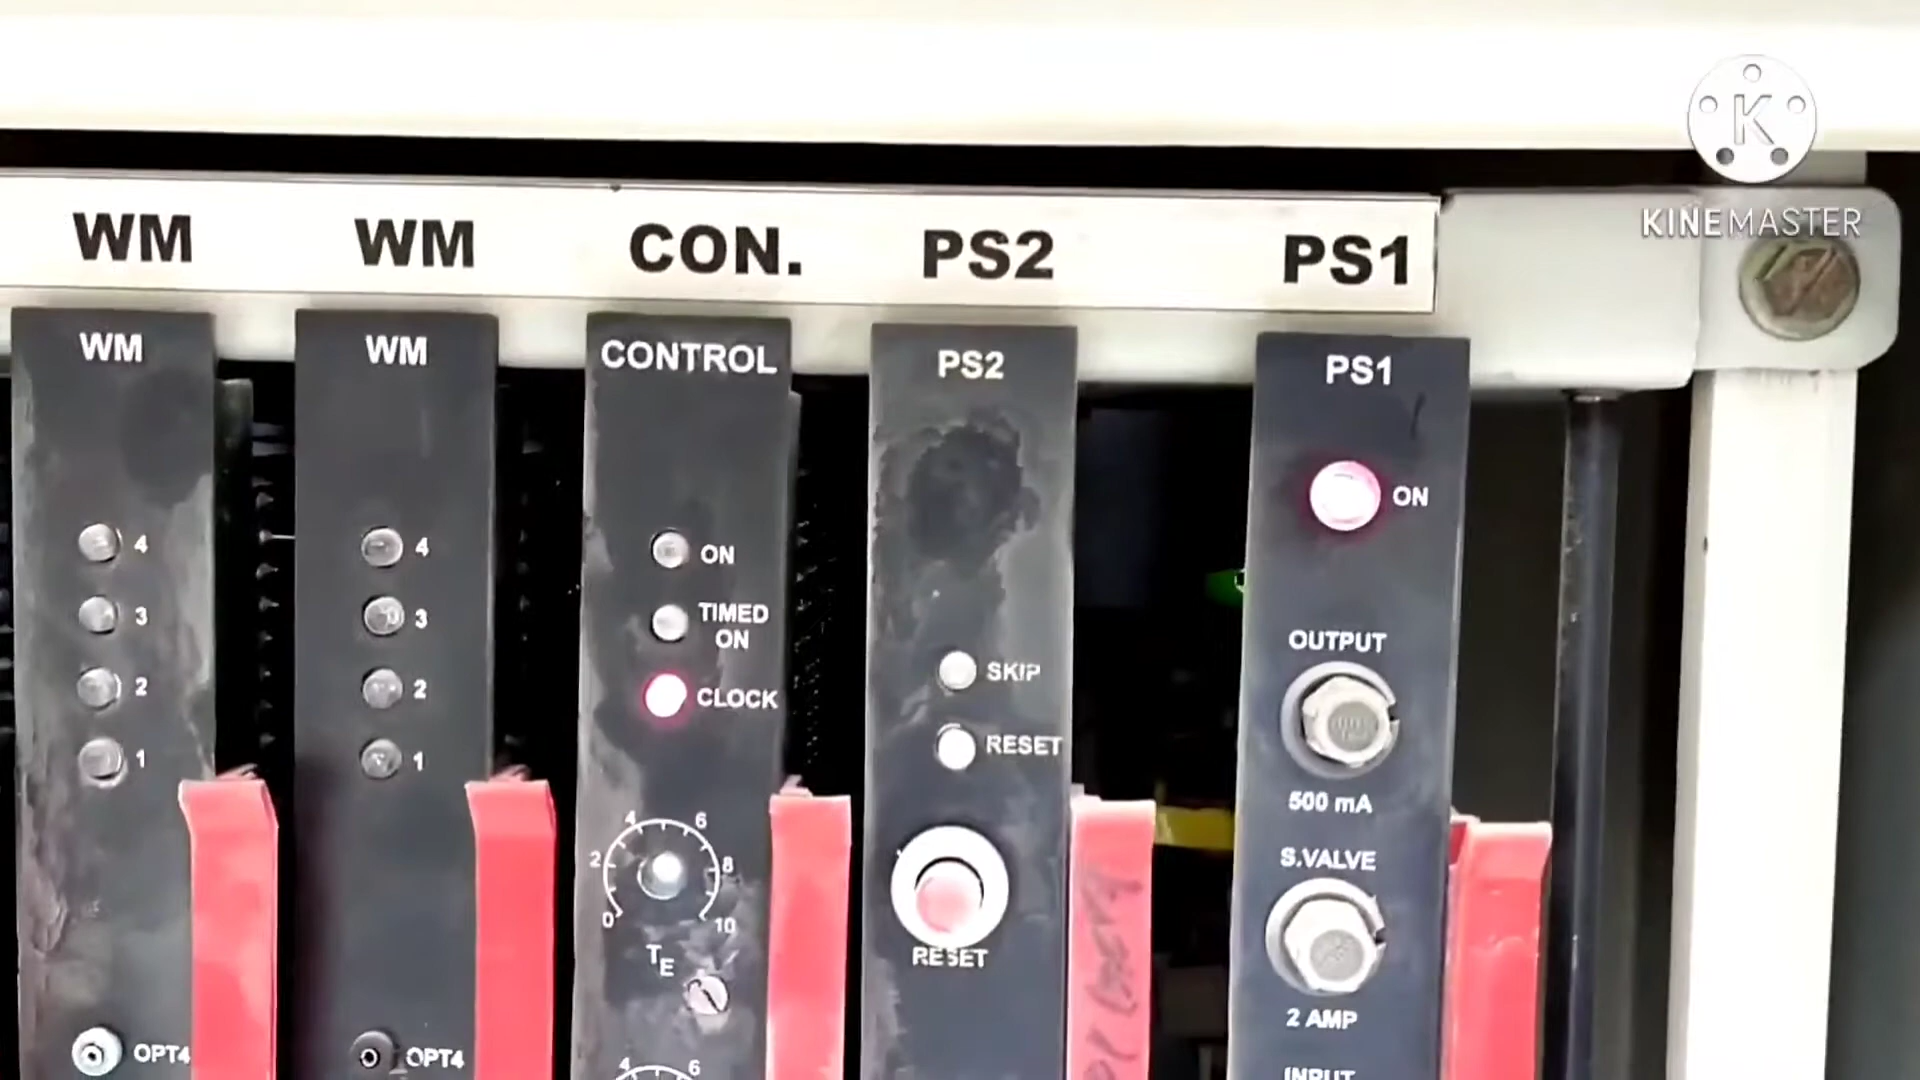 K
KINEMASTER
WM
WM
CON.
PS2
PS1
WM
4
3
2
1
OPT4
WM
4
3
2
1
OPT4
CONTROL
ON
TIMED
ON
CLOCK
0 2 4 6 8 10
TE
4 6
PS2
SKIP
RESET
RESET
PS1
ON
OUTPUT
500 mA
S.VALVE
2 AMP
INPUT